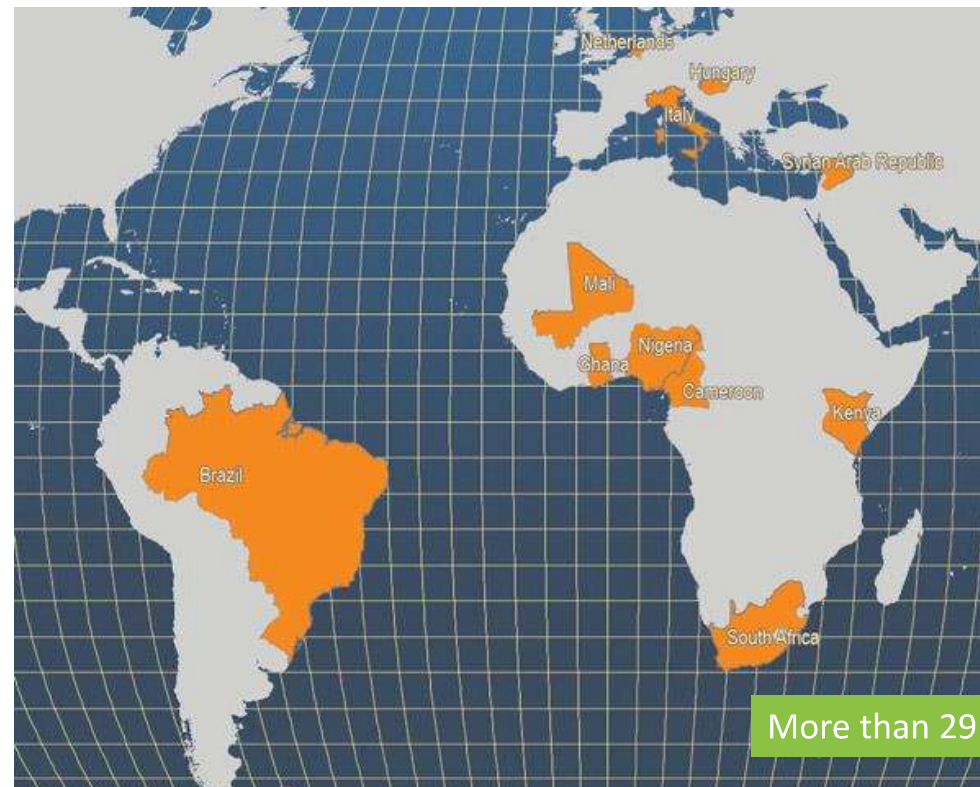 Netherlands
Hungary
Italy
Syrian Arab Republic
Mali
Nigeria
Ghana
Cameroon
Kenya
Brazil
South Africa
More than 29